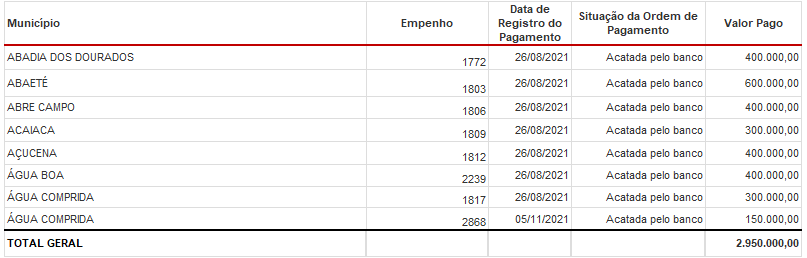 Município Empenho Data de Registro do Pagamento Situação da Ordem de Pagamento Valor Pago
ABADIA DOS DOURADOS 1772 26/08/2021 Acatada pelo banco 400.000,00
ABAETÉ 1803 26/08/2021 Acatada pelo banco 600.000,00
ABRE CAMPO 1806 26/08/2021 Acatada pelo banco 400.000,00
ACAIACA 1809 26/08/2021 Acatada pelo banco 300.000,00
AÇUCENA 1812 26/08/2021 Acatada pelo banco 400.000,00
ÁGUA BOA 2239 26/08/2021 Acatada pelo banco 400.000,00
ÁGUA COMPRIDA 1817 26/08/2021 Acatada pelo banco 300.000,00
ÁGUA COMPRIDA 2868 05/11/2021 Acatada pelo banco 150.000,00
TOTAL GERAL 2.950.000,00